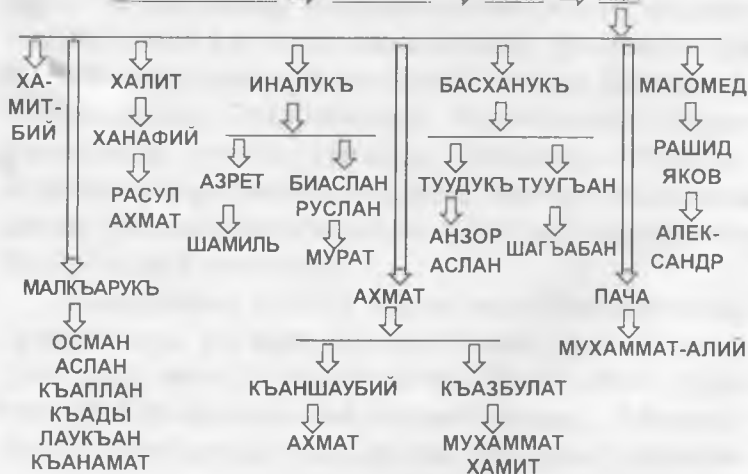 ХА-
МИТ-
БИЙ
ХАЛИТ
ИНАЛУКЪ
БАСХАНУКЪ
МАГОМЕД
ХАНАФИЙ
РАШИД
ЯКОВ
АЗРЕТ
БИАСЛАН
РУСЛАН
ТУУДУКЪ
ТУУГЪАН
РАСУЛ
АХМАТ
ШАМИЛЬ
МУРАТ
АНЗОР
АСЛАН
ШАГЪАБАН
АЛЕК-
САНДР
МАЛКЪАРУКЪ
АХМАТ
ПАЧА
ОСМАН
АСЛАН
КЪАПЛАН
КЪАДЫ
ЛАУКЪАН
КЪАНАМАТ
МУХАММАТ-АЛИЙ
КЪАНШАУБИЙ
КЪАЗБУЛАТ
АХМАТ
МУХАММАТ
ХАМИТ